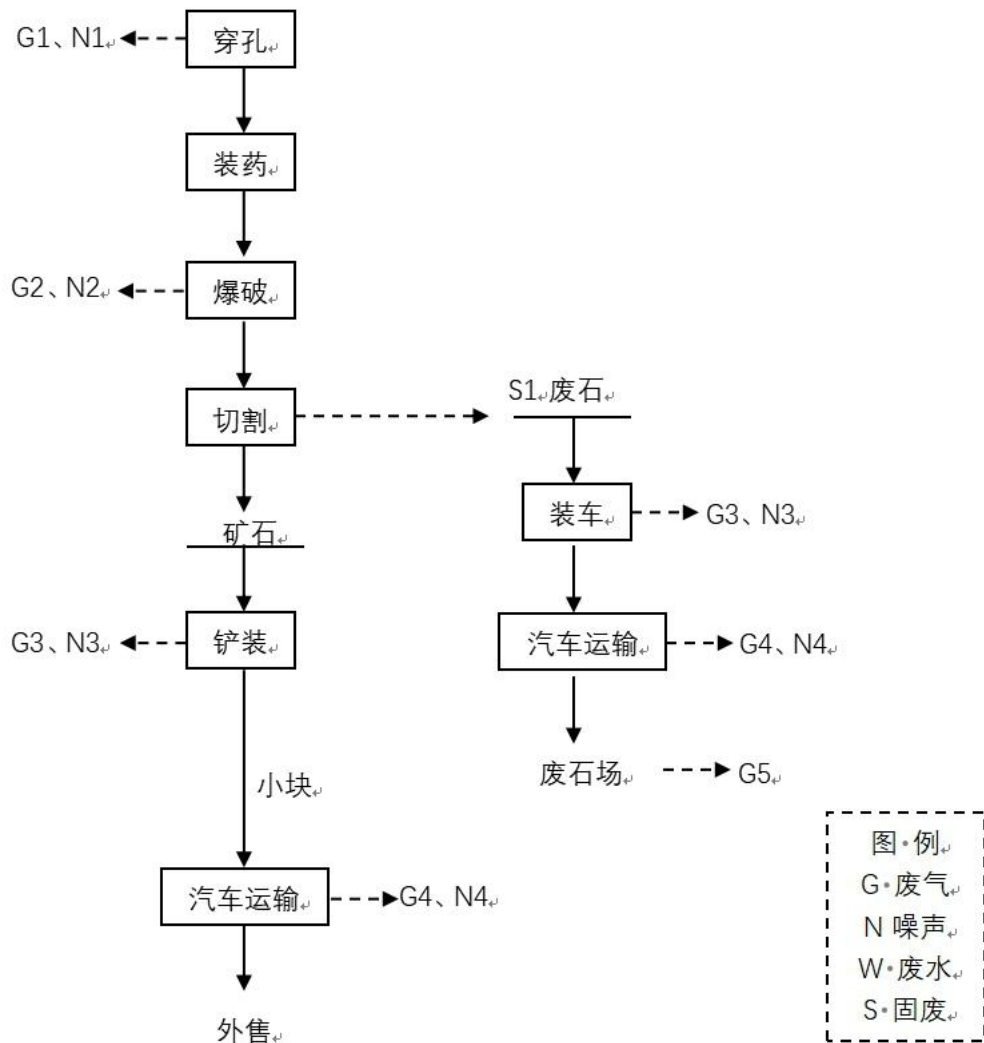 G1、N1
穿孔
装药
G2、N2
爆破
切割
S1 废石
矿石
装车
G3、N3
G3、N3
铲装
汽车运输
G4、N4
小块
废石场
G5
汽车运输
G4、N4
外售
图·例
G·废气
N 噪声
W·废水
S·固废